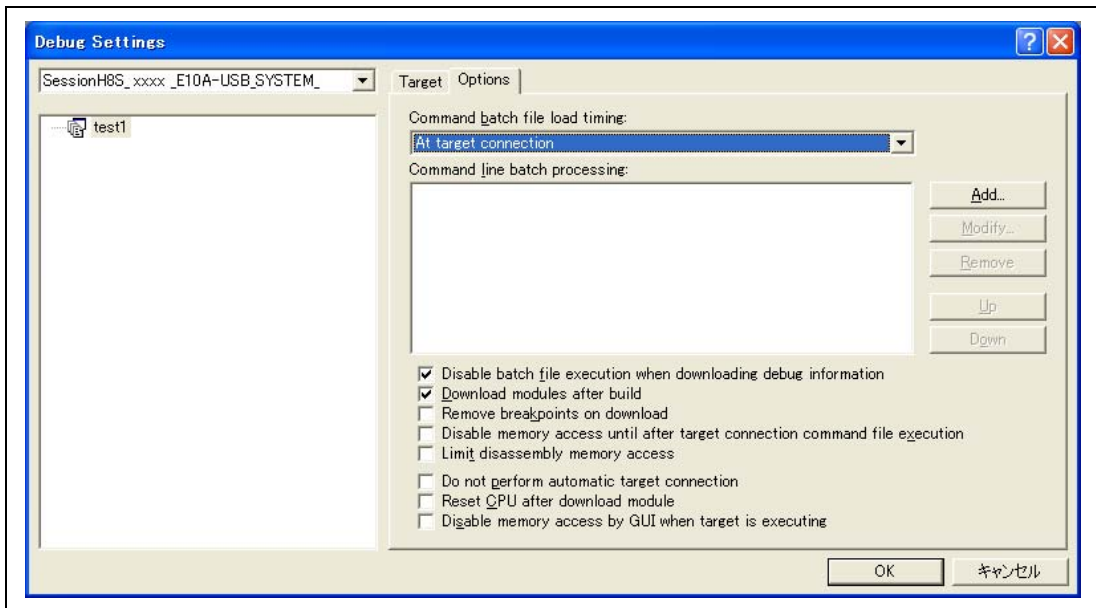 Debug Settings
SessionH8S_ xxxx _E10A-USB_SYSTEM_
test1
Target
Options
Command batch file load timing:
At target connection
Command line batch processing:
Add...
Modify...
Remove
Up
Down
Disable batch file execution when downloading debug information
Download modules after build
Remove breakpoints on download
Disable memory access until after target connection command file execution
Limit disassembly memory access
Do not perform automatic target connection
Reset CPU after download module
Disable memory access by GUI when target is executing
OK
キャンセル